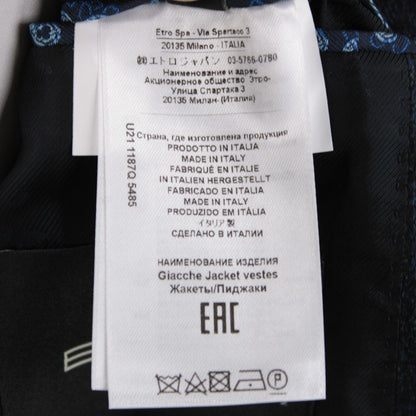 Etro Spa - Via Spartaco 3
20135 Milano - ITALIA
㈱エトロジャパン 03-5766-0780
Наименование и адрес
Акционерное общество Этро-
Улица Спартака 3
20135 Милан-(Италия)
U21 1187Q 5485
Страна, где изготовлена продукция
PRODOTTO IN ITALIA
MADE IN ITALY
FABRIQUÉ EN ITALIE
IN ITALIEN HERGESTELLT
FABRICADO EN ITALIA
MADE IN ITALY
PRODUZIDO EM ITÀLIA
イタリア製
СДЕЛАНО В ИТАЛИИ
НАИМЕНОВАНИЕ ИЗДЕЛИЯ
Giacche Jacket vestes
Жакеты/Пиджаки
EAC
P